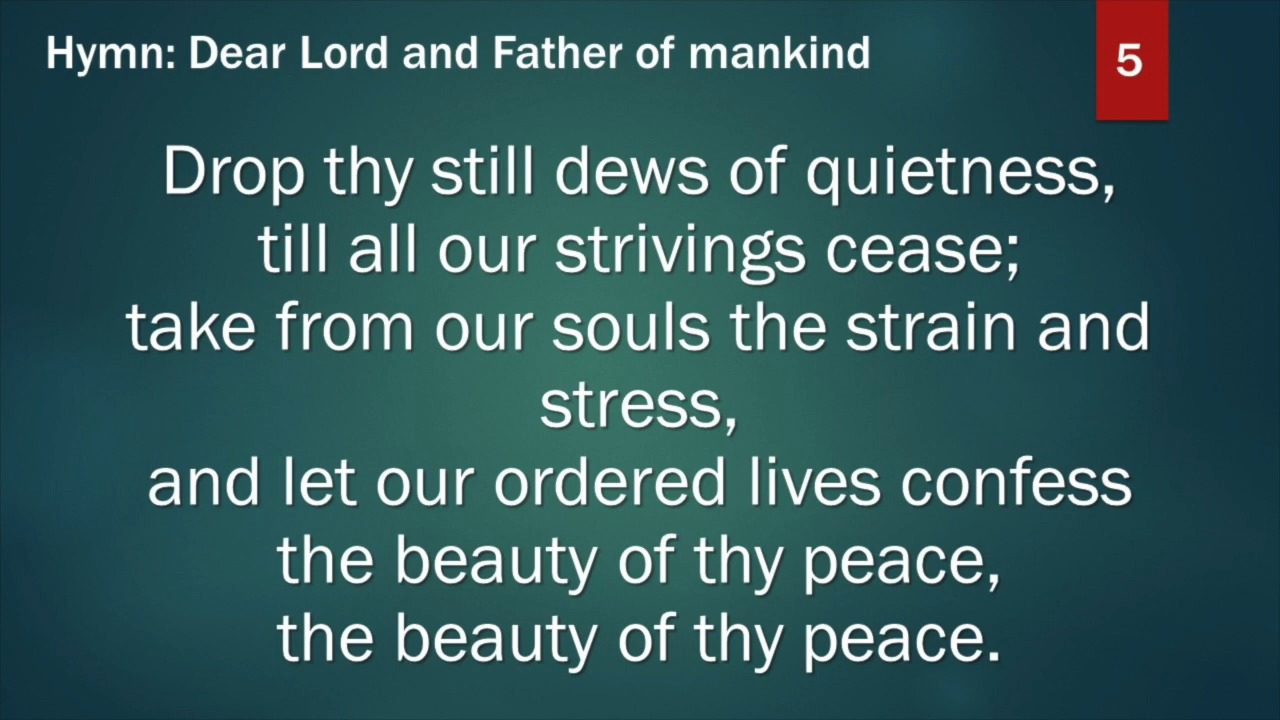 Hymn: Dear Lord and Father of mankind
5
Drop thy still dews of quietness,
till all our strivings cease;
take from our souls the strain and
stress,
and let our ordered lives confess
the beauty of thy peace,
the beauty of thy peace.